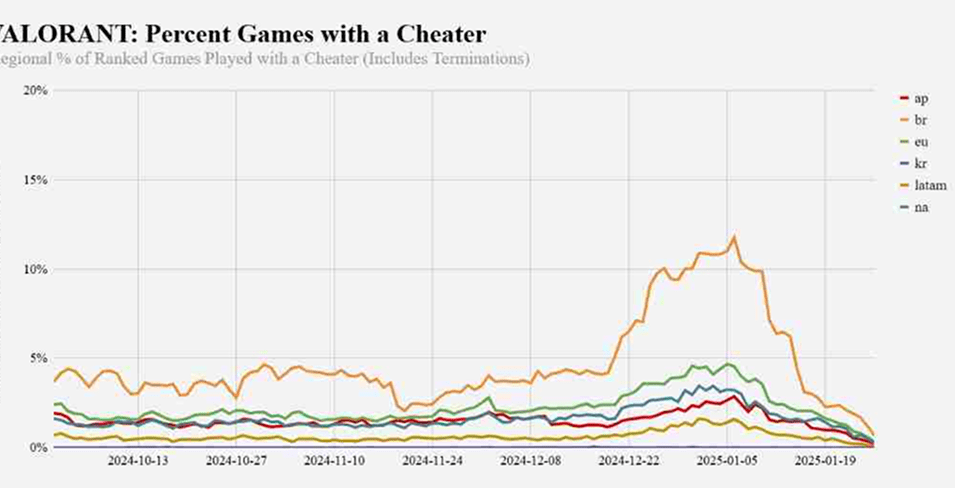 VALORANT: Percent Games with a Cheater
egional % of Ranked Games Played with a Cheater (Includes Terminations)
20%
15%
10%
5%
0%
2024-10-13 2024-10-27 2024-11-10 2024-11-24 2024-12-08 2024-12-22 2025-01-05 2025-01-19
ap
br
eu
kr
latam
na